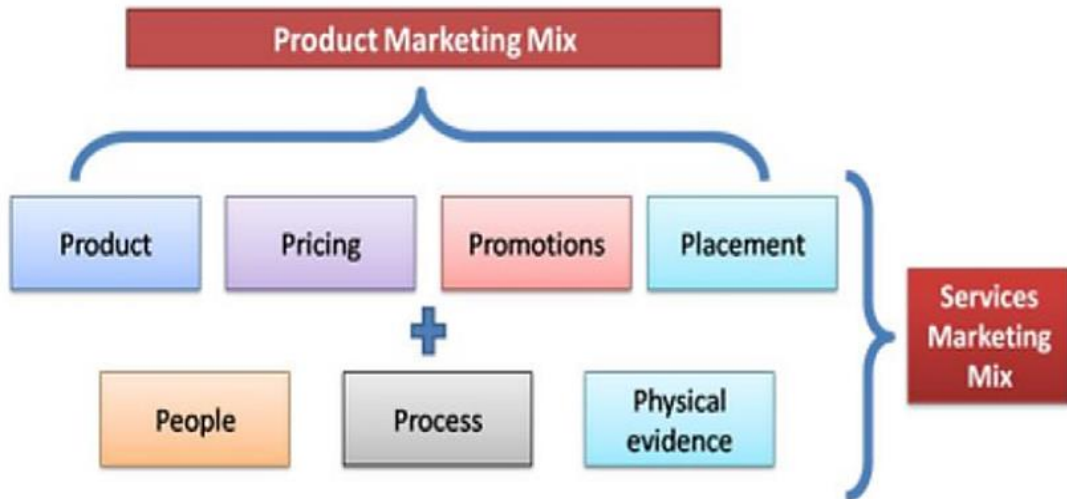 Product Marketing Mix
Product
Pricing
Promotions
Placement
Services
Marketing
Mix
People
Process
Physical
evidence